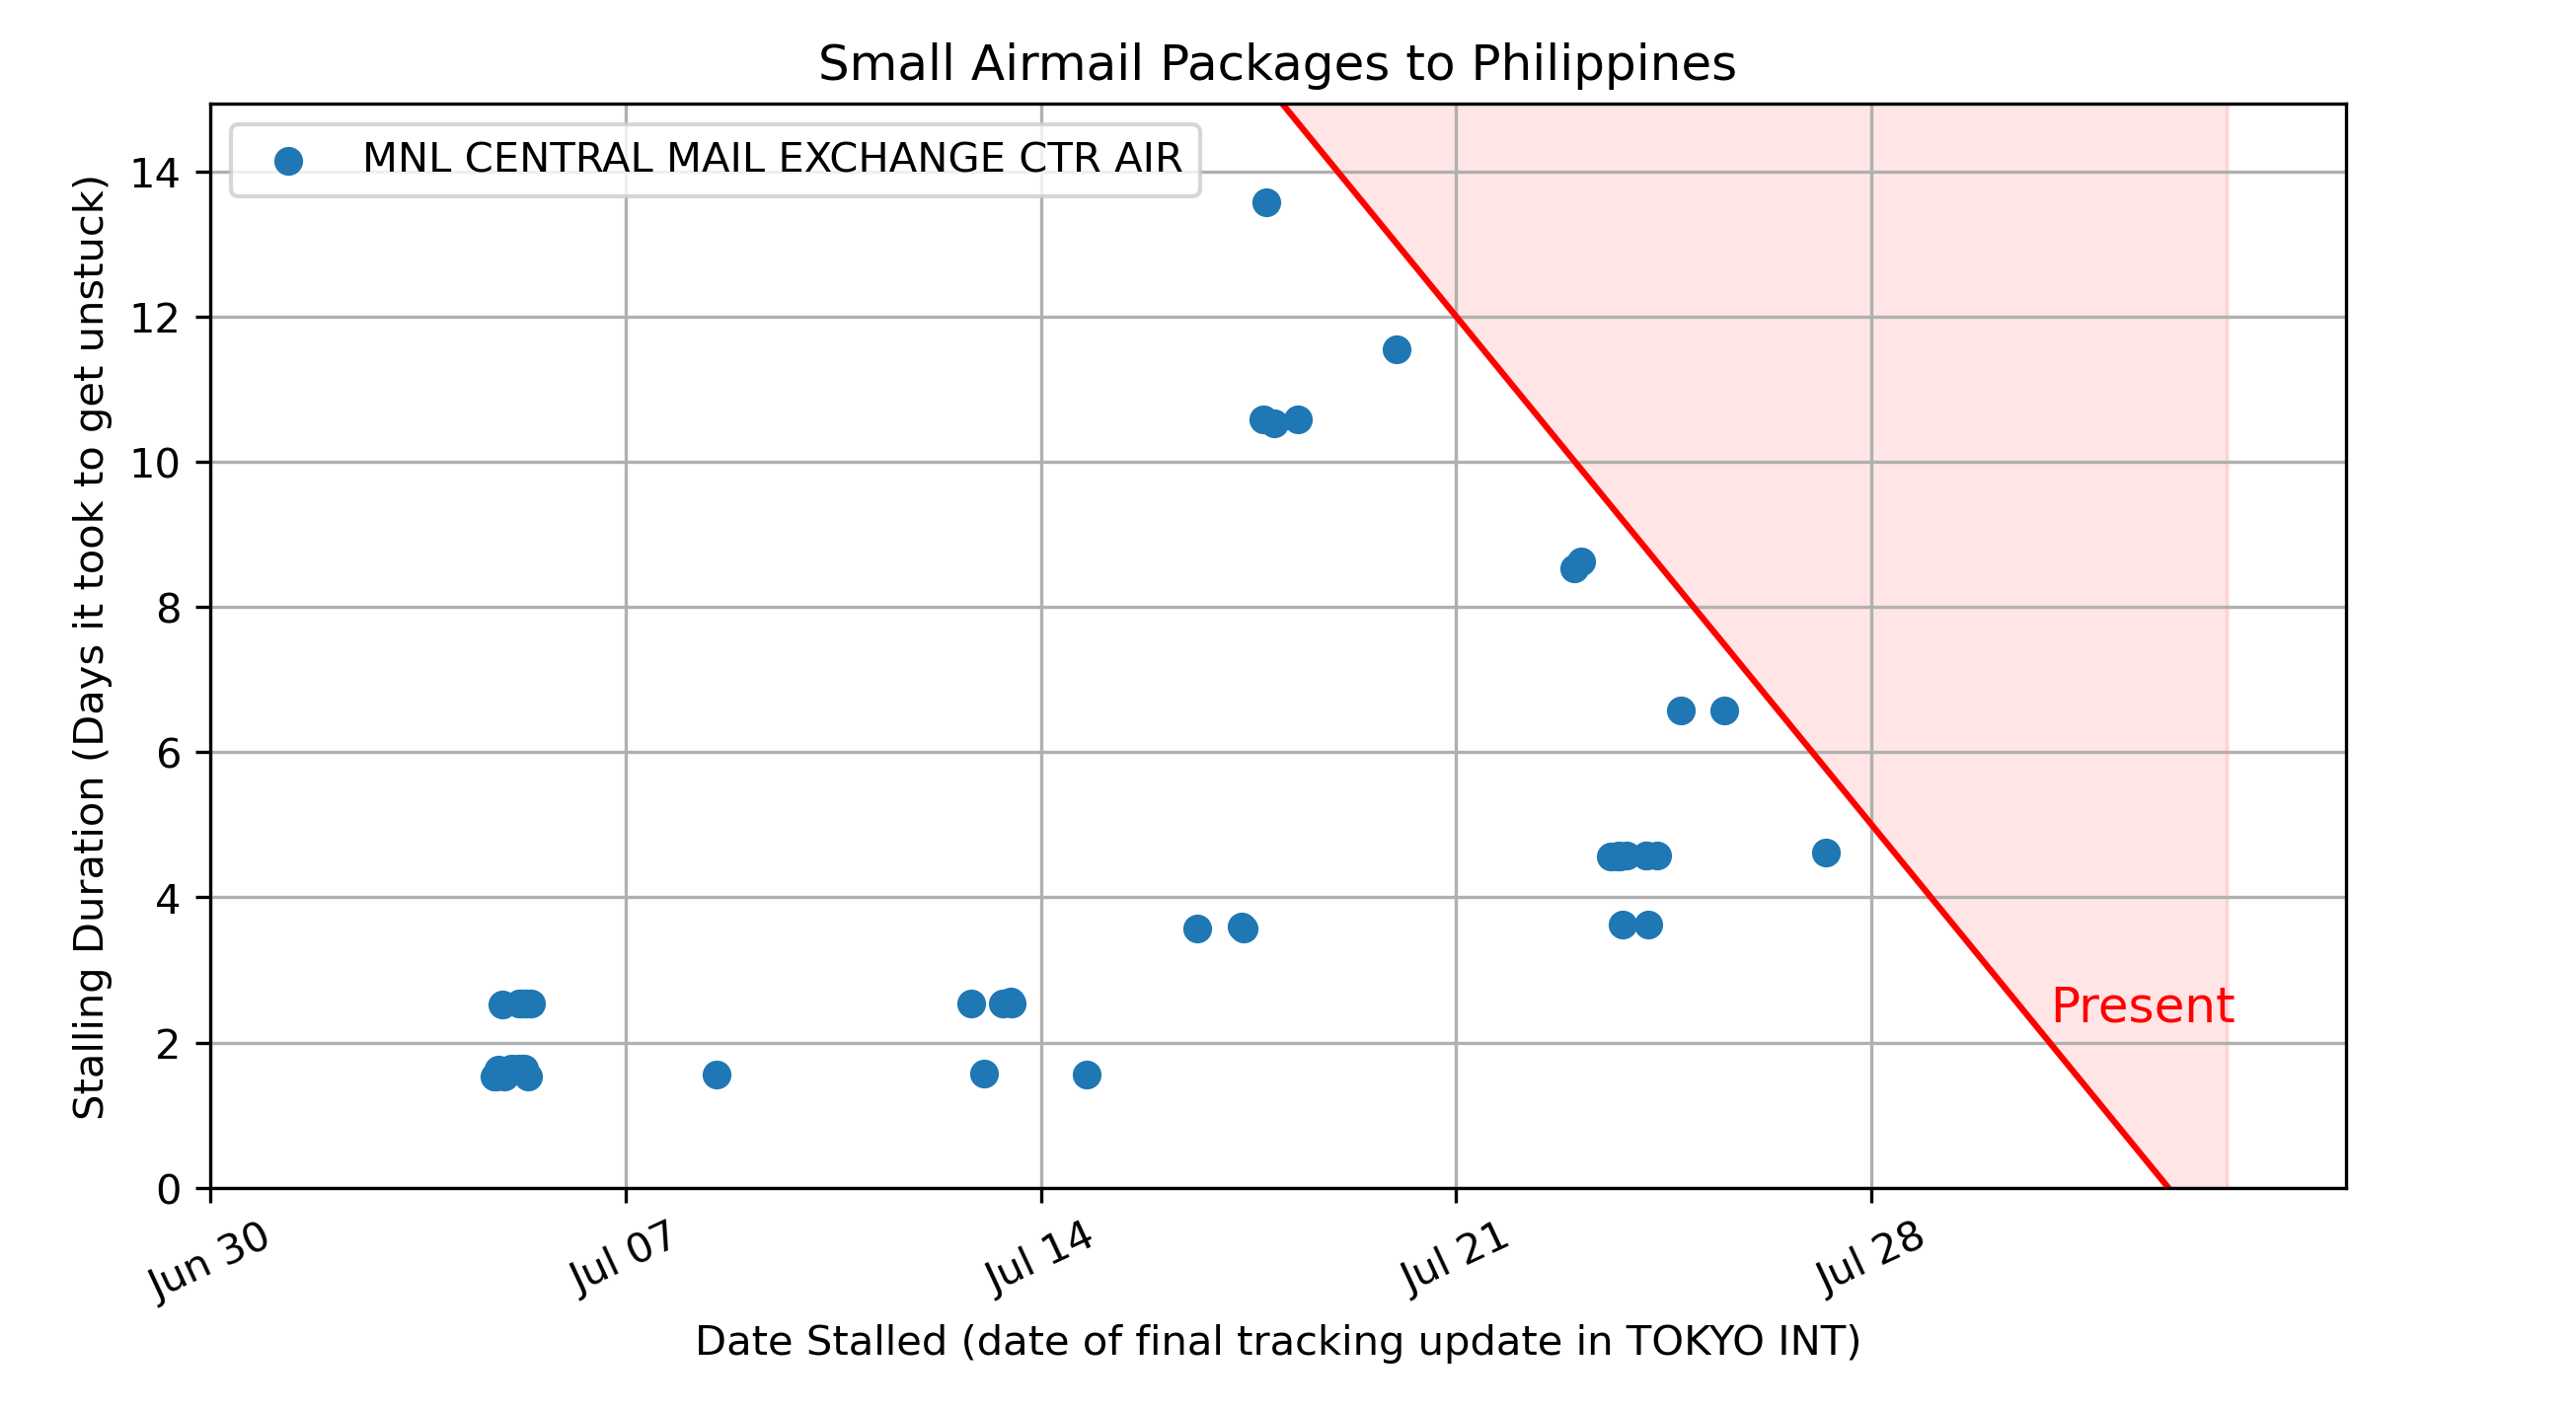 Small Airmail Packages to Philippines
MNL CENTRAL MAIL EXCHANGE CTR AIR
Stalling Duration (Days it took to get unstuck)
14
12
10
8
6
4
2
0
Present
Jun 30
Jul 07
Jul 14
Jul 21
Jul 28
Date Stalled (date of final tracking update in TOKYO INT)